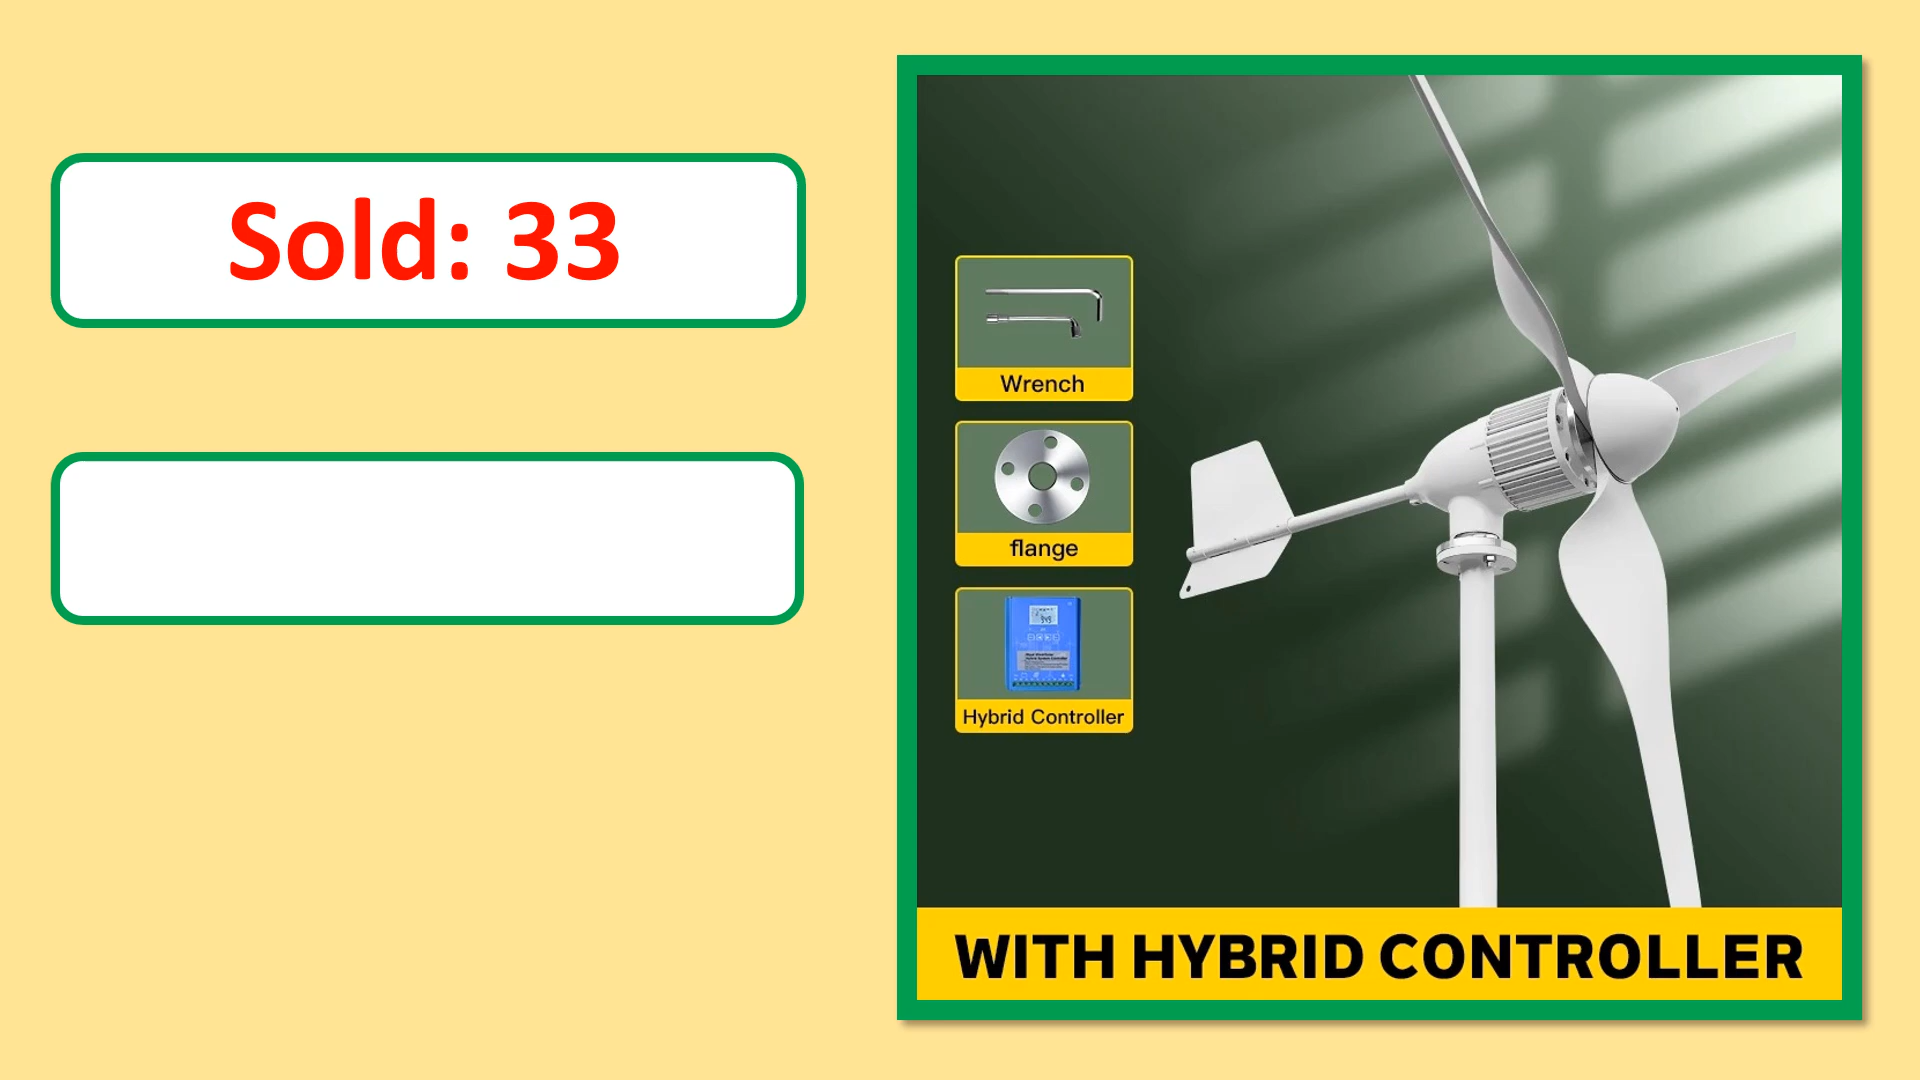 Sold: 33
Wrench
flange
Hybrid Controller
WITH HYBRID CONTROLLER